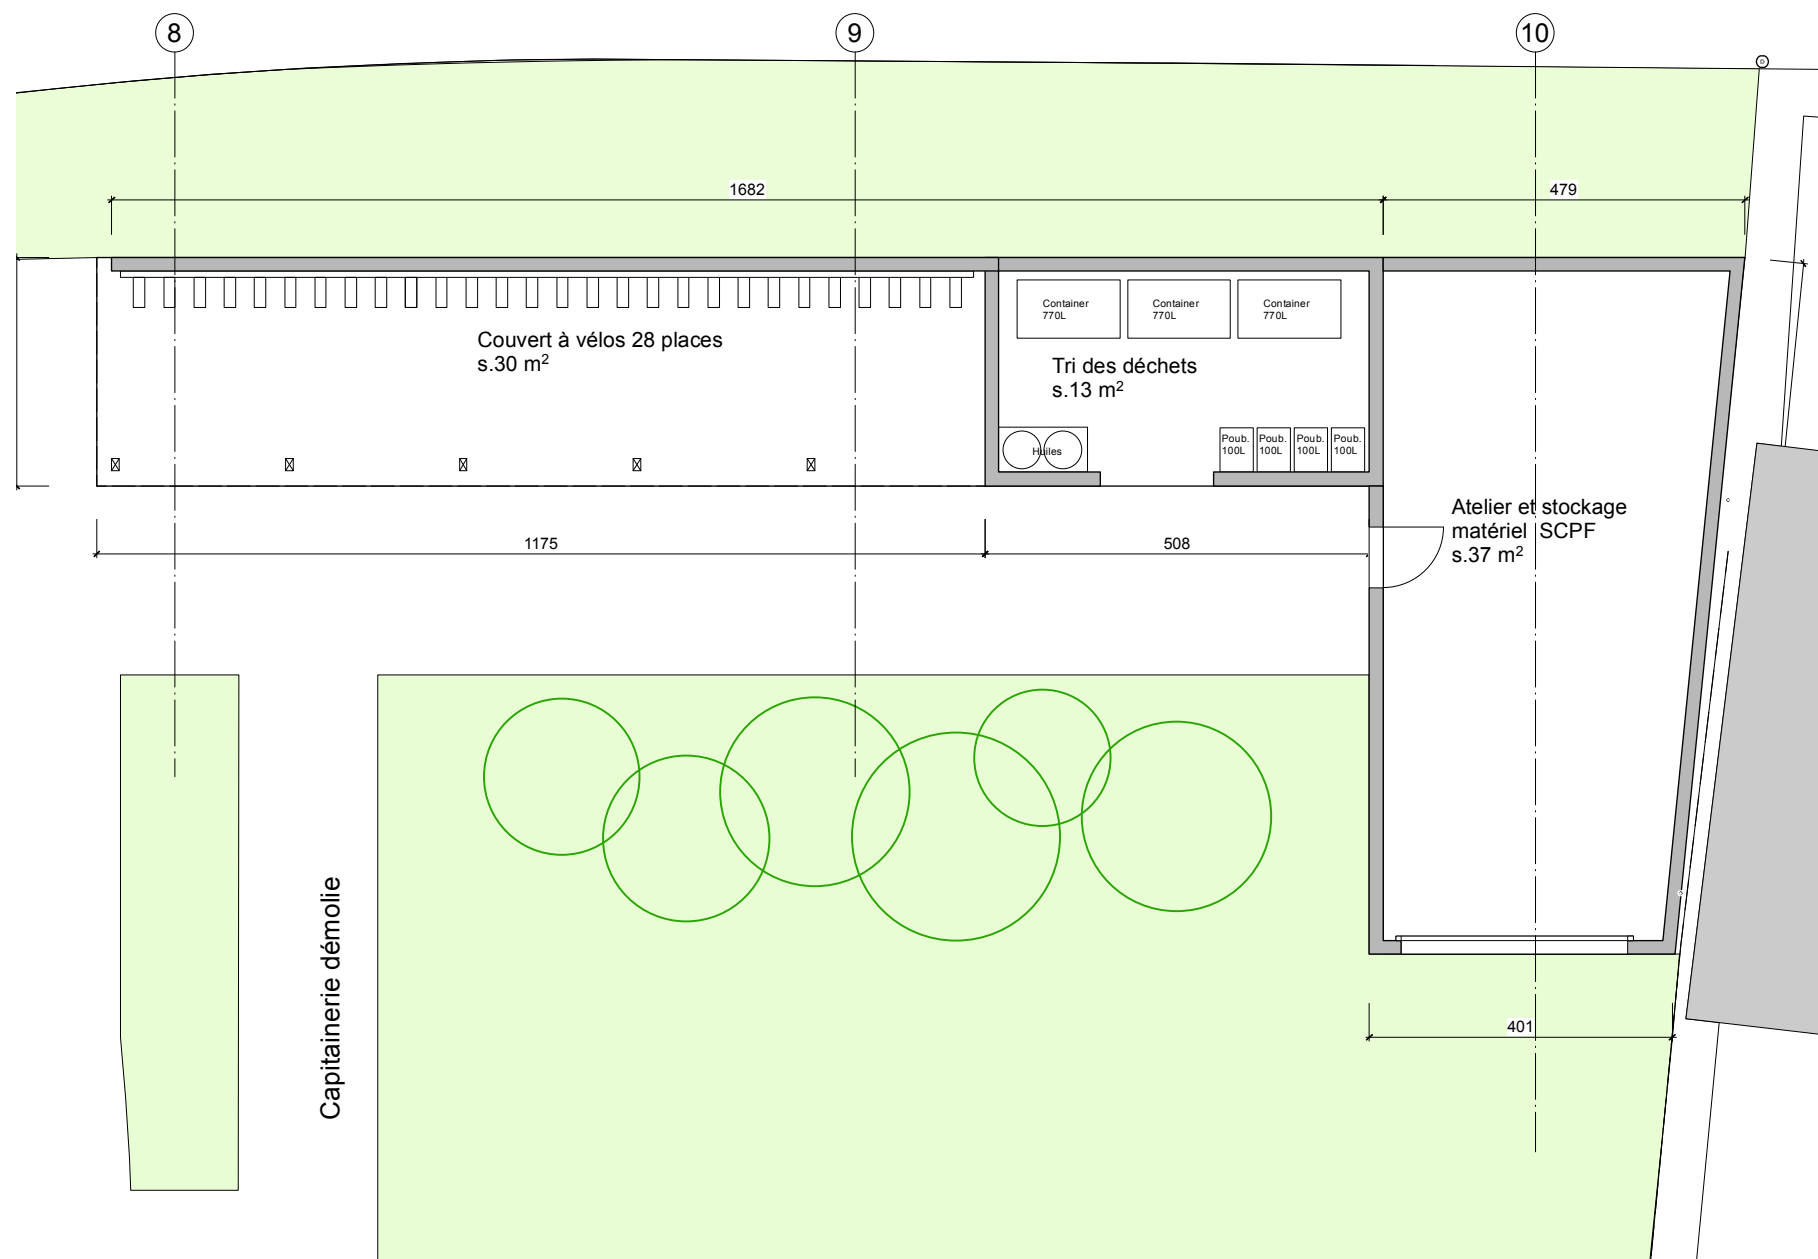 8
9
10
1682
479
Container
770L
Container
770L
Container
770L
Couvert à vélos 28 places
s.30 m²
Tri des déchets
s.13 m²
Huiles
Poub.
100L
Poub.
100L
Poub.
100L
Poub.
100L
Atelier et stockage
matériel SCPF
s.37 m²
1175
508
Capitainerie démolie
401